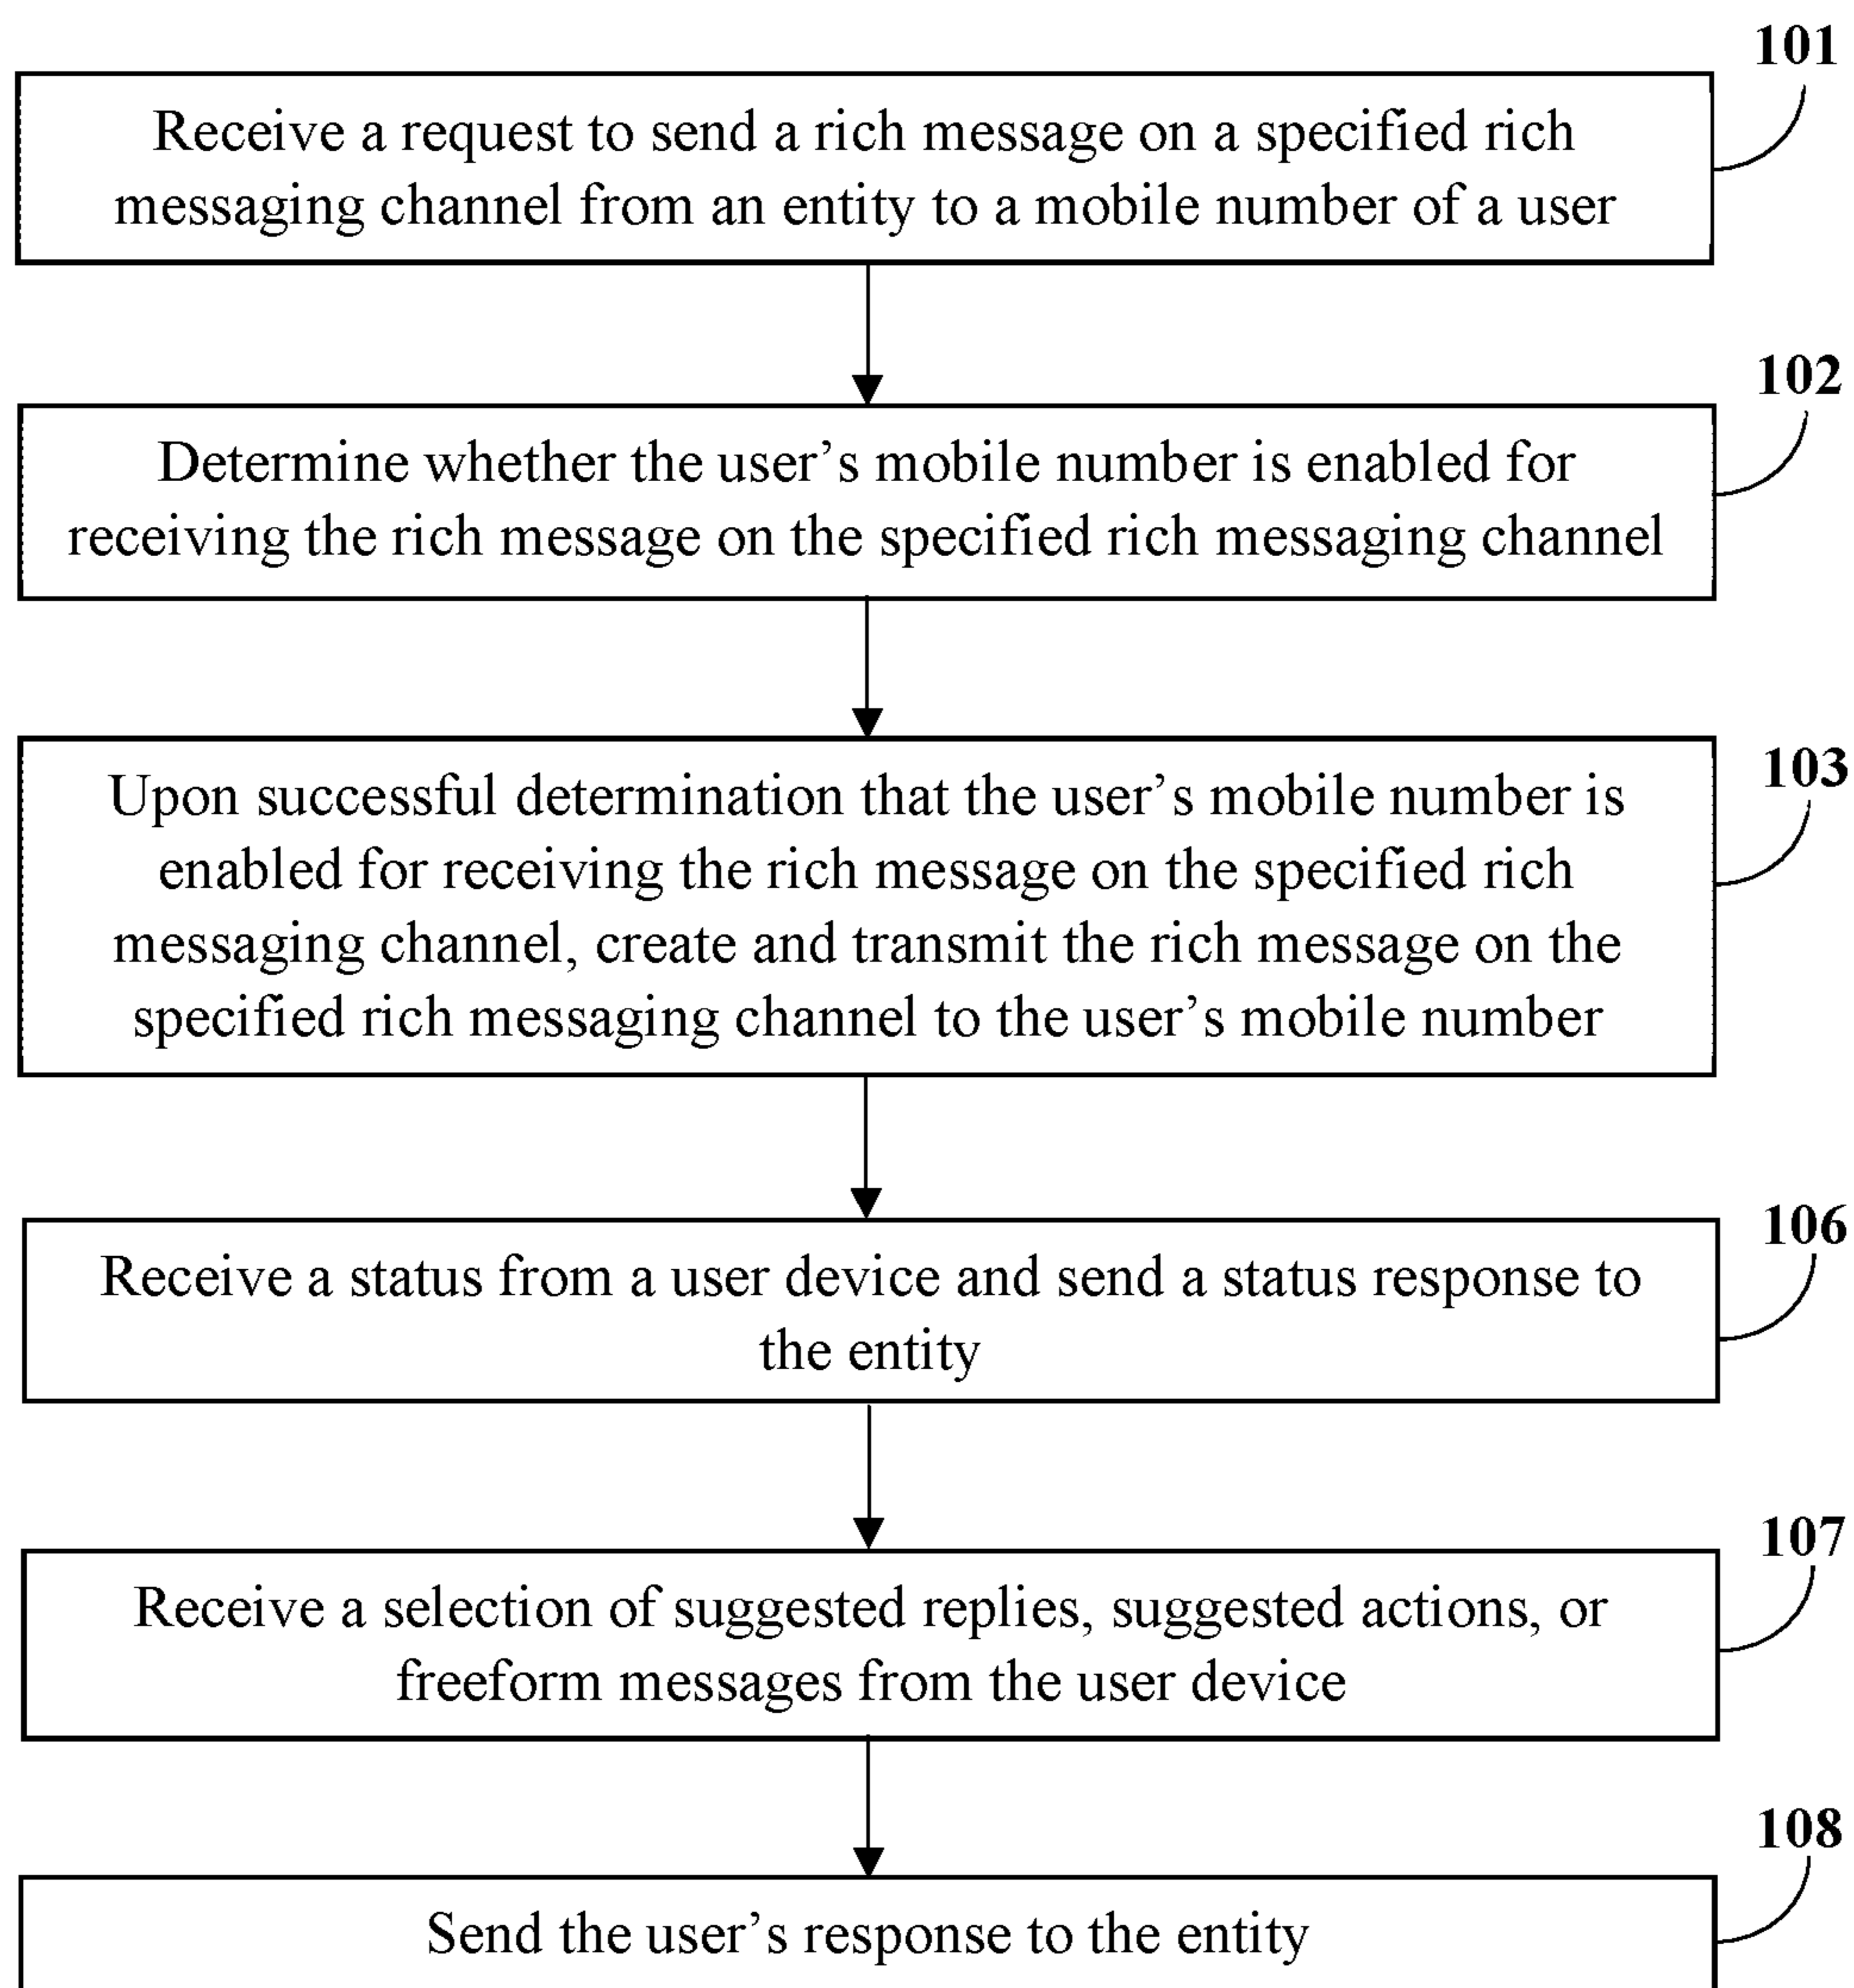 101
Receive a request to send a rich message on a specified rich
messaging channel from an entity to a mobile number of a user
102
Determine whether the user’s mobile number is enabled for
receiving the rich message on the specified rich messaging channel
103
Upon successful determination that the user’s mobile number is
enabled for receiving the rich message on the specified rich
messaging channel, create and transmit the rich message on the
specified rich messaging channel to the user’s mobile number
106
Receive a status from a user device and send a status response to
the entity
107
Receive a selection of suggested replies, suggested actions, or
freeform messages from the user device
108
Send the user’s response to the entity